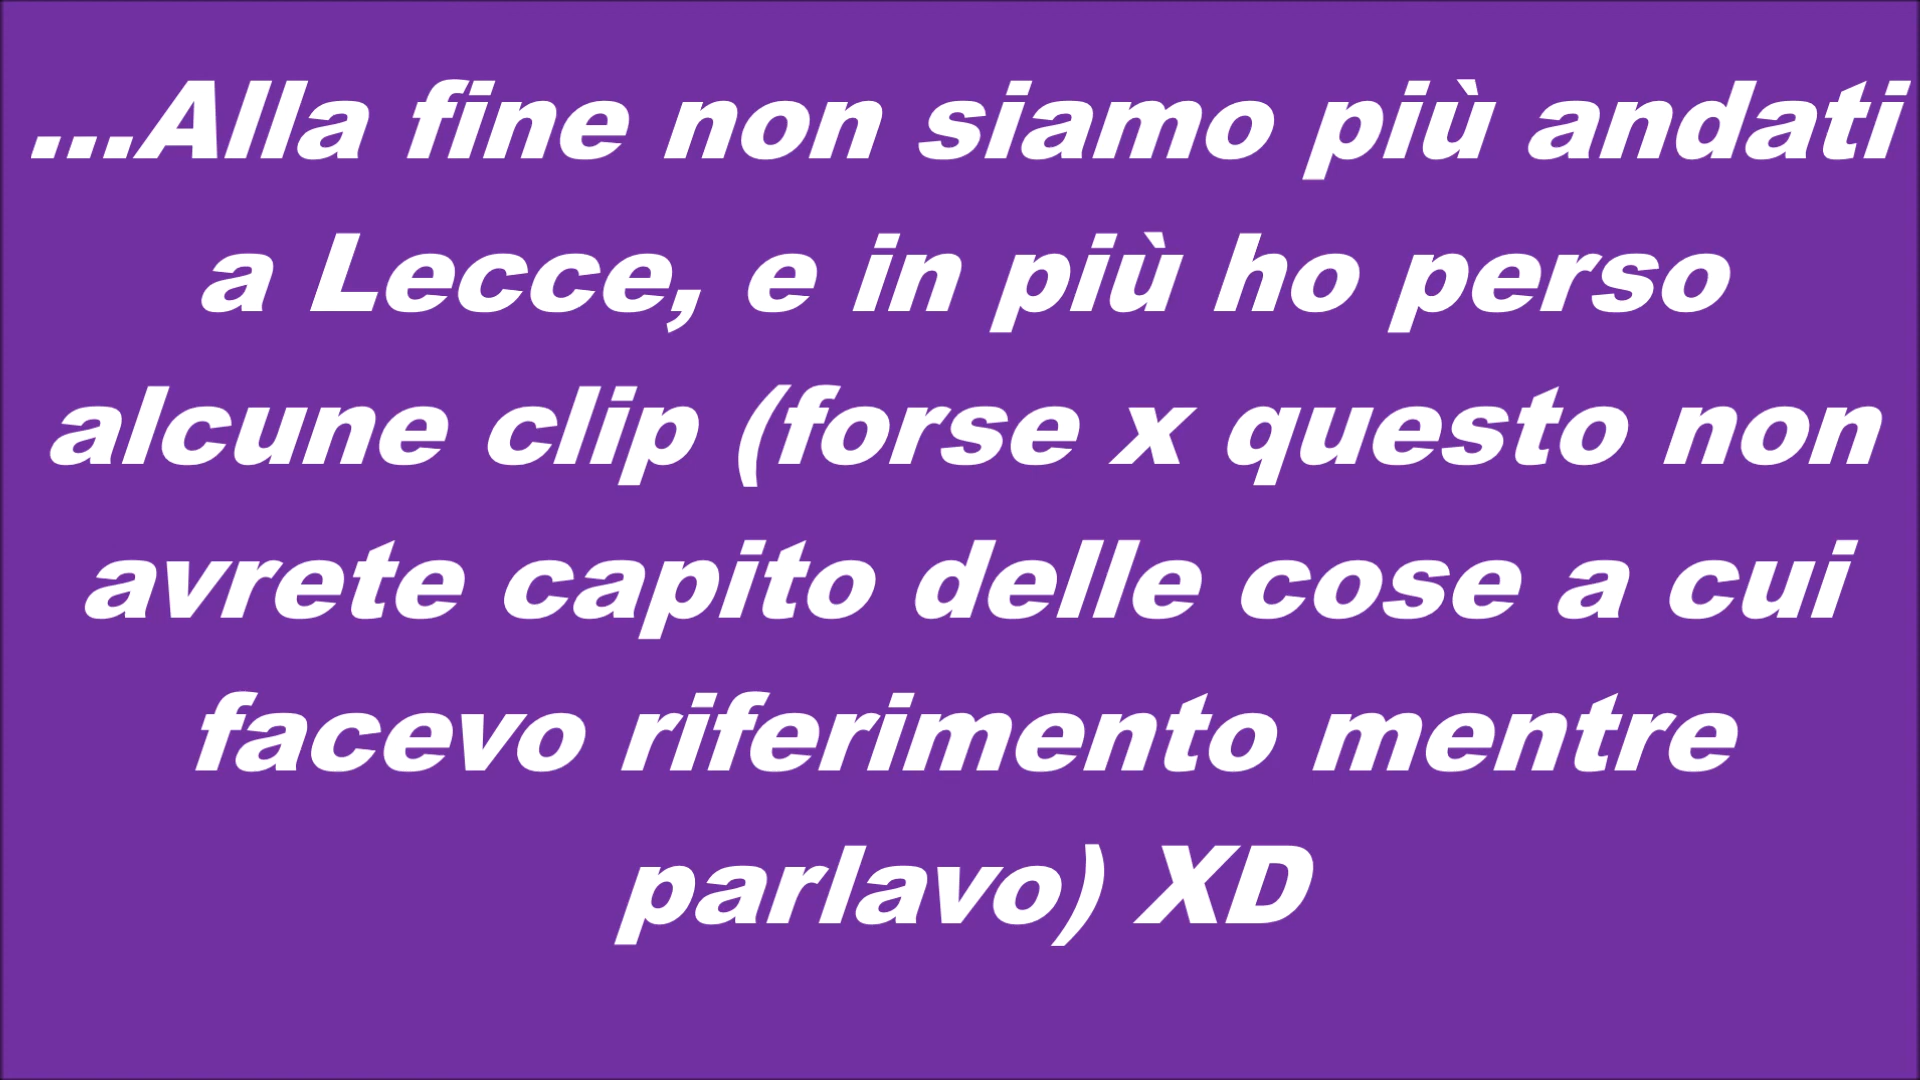 ...Alla fine non siamo più andati
a Lecce, e in più ho perso
alcune clip (forse x questo non
avrete capito delle cose a cui
facevo riferimento mentre
parlavo) XD